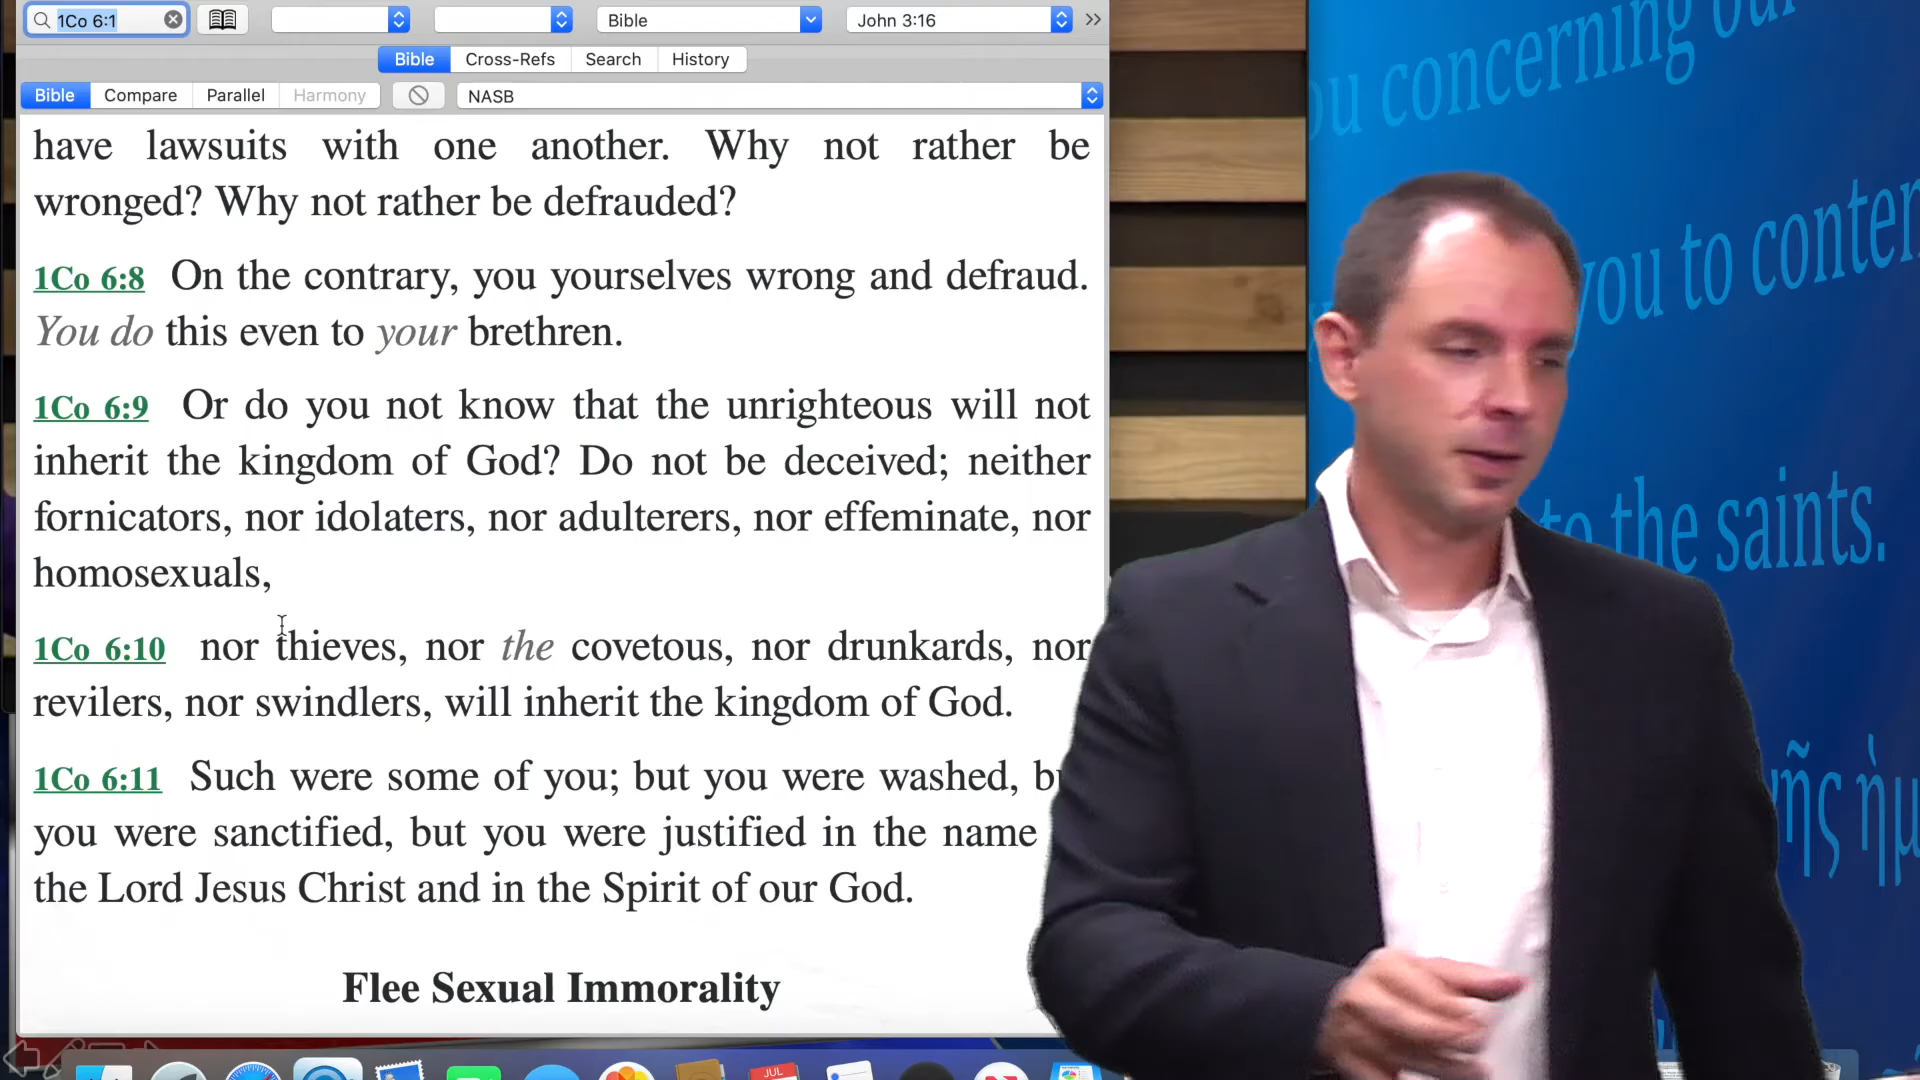 1Co 6:1
Bible
John 3:16
Bible
Cross-Refs
Search
History
Bible
Compare
Parallel
Harmony
NASB
have lawsuits with one another. Why not rather be
wronged? Why not rather be defrauded?
1Co 6:8 On the contrary, you yourselves wrong and defraud.
You do this even to your brethren.
1Co 6:9 Or do you not know that the unrighteous will not
inherit the kingdom of God? Do not be deceived; neither
fornicators, nor idolaters, nor adulterers, nor effeminate, nor
homosexuals,
1Co 6:10 nor thieves, nor the covetous, nor drunkards, nor
revilers, nor swindlers, will inherit the kingdom of God.
1Co 6:11 Such were some of you; but you were washed,
you were sanctified, but you were justified in the name
the Lord Jesus Christ and in the Spirit of our God.
Flee Sexual Immorality
JUL
concerning our
you to
to the saints.